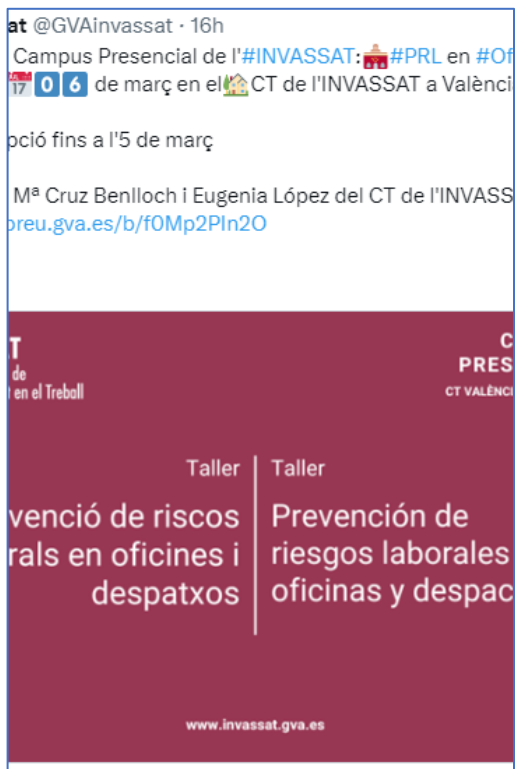 at @GVAinvassat · 16h
Campus Presencial de l'#INVASSAT: #PRL en #Of
17 06 de març en el CT de l'INVASSAT a Valènci
pció fins a l'5 de març
Mª Cruz Benlloch i Eugenia López del CT de l'INVASS
preu.gva.es/b/f0Mp2PIn2O
T
de
t en el Treball
C
PRES
CT VALÈNCI
Taller
venció de riscos
rals en oficines i
despatxos
Taller
Prevención de
riesgos laborales
oficinas y despac
www.invassat.gva.es